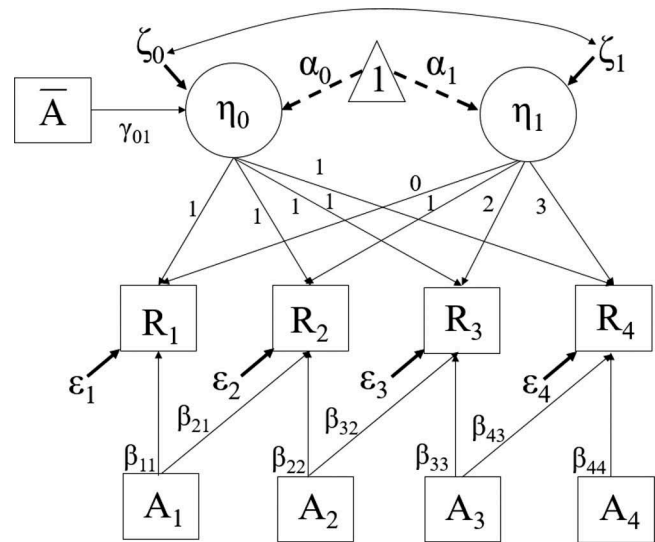 ζ₀ ζ₁
α₀ 1 α₁
A̅ η₀ η₁
γ₀₁
1 0
1 1 1 1 1 2 3
R₁ R₂ R₃ R₄
ε₁ ε₂ ε₃ ε₄
β₂₁ β₃₂ β₄₃
β₁₁ β₂₂ β₃₃ β₄₄
A₁ A₂ A₃ A₄